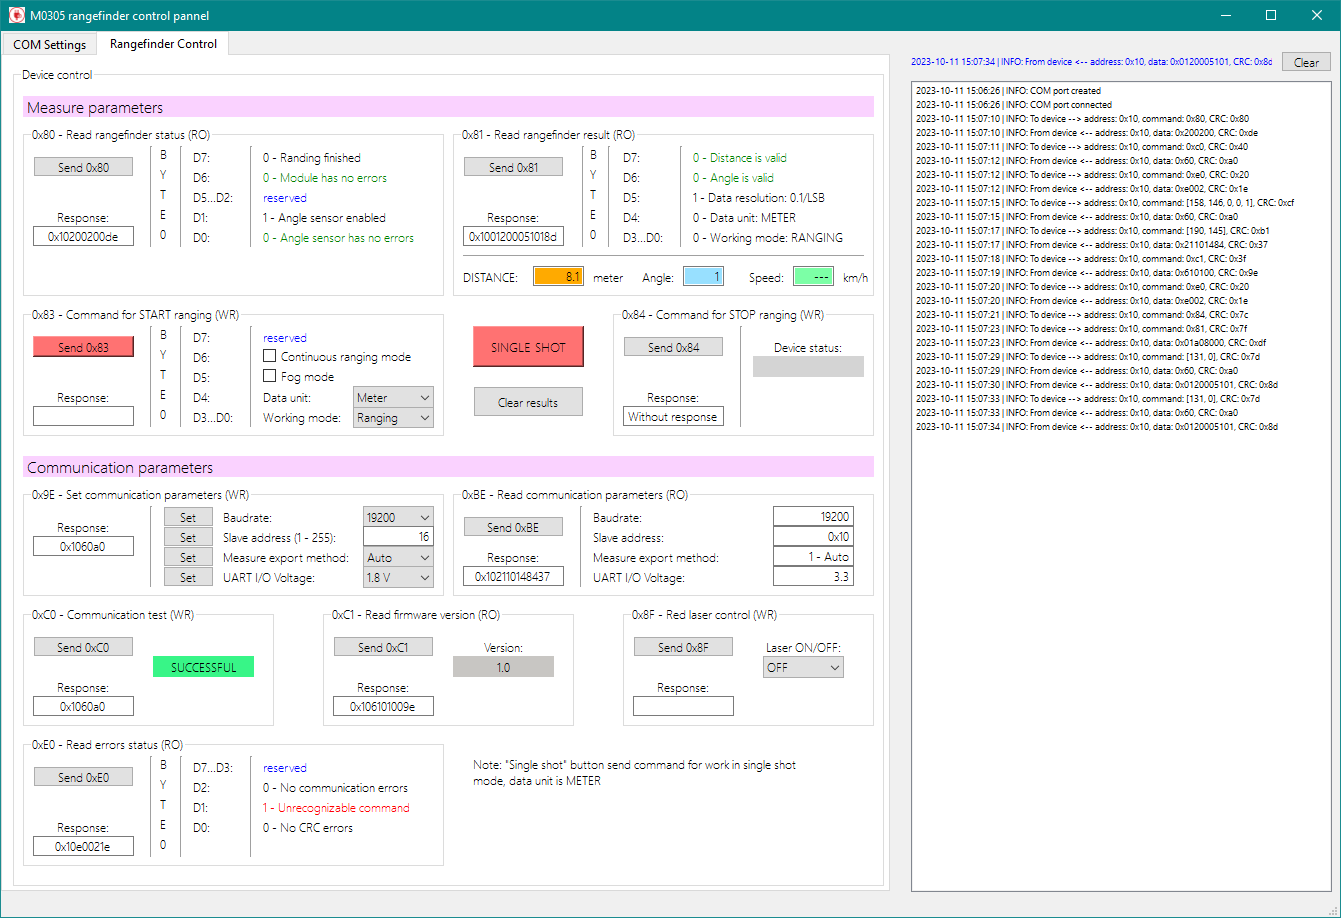 M0305 rangefinder control pannel
COM Settings
Rangefinder Control
Device control
Measure parameters
0x80 - Read rangefinder status (RO)
Send 0x80
Response:
0x10200200de
B
Y
T
E
0
D7:
0 - Randing finished
D6:
0 - Module has no errors
D5...D2:
reserved
D1:
1 - Angle sensor enabled
D0:
0 - Angle sensor has no errors
0x81 - Read rangefinder result (RO)
Send 0x81
Response:
0x1001200051018d
B
Y
T
E
0
D7:
0 - Distance is valid
D6:
0 - Angle is valid
D5:
1 - Data resolution: 0.1/LSB
D4:
0 - Data unit: METER
D3...D0:
0 - Working mode: RANGING
DISTANCE: 8.1 meter Angle: 1 Speed: --- km/h
0x83 - Command for START ranging (WR)
Send 0x83
Response:
B
Y
T
E
0
D7:
reserved
D6:
Continuous ranging mode
D5:
Fog mode
D4:
Data unit: Meter
D3...D0:
Working mode: Ranging
SINGLE SHOT
Clear results
0x84 - Command for STOP ranging (WR)
Send 0x84
Response:
Without response
Device status:
Communication parameters
0x9E - Set communication parameters (WR)
Response:
0x1060a0
Set Baudrate: 19200
Set Slave address (1 - 255): 16
Set Measure export method: Auto
Set UART I/O Voltage: 1.8 V
0xBE - Read communication parameters (RO)
Send 0xBE
Response:
0x102110148437
Baudrate: 19200
Slave address: 0x10
Measure export method: 1 - Auto
UART I/O Voltage: 3.3
0xC0 - Communication test (WR)
Send 0xC0
SUCCESSFUL
Response:
0x1060a0
0xC1 - Read firmware version (RO)
Send 0xC1
Version:
1.0
Response:
0x106101009e
0x8F - Red laser control (WR)
Send 0x8F
Laser ON/OFF:
OFF
Response:
0xE0 - Read errors status (RO)
Send 0xE0
Response:
0x10e0021e
B
Y
T
E
0
D7...D3:
reserved
D2:
0 - No communication errors
D1:
1 - Unrecognizable command
D0:
0 - No CRC errors
Note: "Single shot" button send command for work in single shot
mode, data unit is METER
2023-10-11 15:07:34 | INFO: From device <-- address: 0x10, data: 0x0120005101, CRC: 0x8d
Clear
2023-10-11 15:06:26 | INFO: COM port created
2023-10-11 15:06:26 | INFO: COM port connected
2023-10-11 15:07:10 | INFO: To device --> address: 0x10, command: 0x80, CRC: 0x80
2023-10-11 15:07:10 | INFO: From device <-- address: 0x10, data: 0x200200, CRC: 0xde
2023-10-11 15:07:11 | INFO: To device --> address: 0x10, command: 0xc0, CRC: 0x40
2023-10-11 15:07:12 | INFO: From device <-- address: 0x10, data: 0x60, CRC: 0xa0
2023-10-11 15:07:12 | INFO: To device --> address: 0x10, command: 0xe0, CRC: 0x20
2023-10-11 15:07:12 | INFO: From device <-- address: 0x10, data: 0xe002, CRC: 0x1e
2023-10-11 15:07:15 | INFO: To device --> address: 0x10, command: [158, 146, 0, 0, 1], CRC: 0xcf
2023-10-11 15:07:15 | INFO: From device <-- address: 0x10, data: 0x60, CRC: 0xa0
2023-10-11 15:07:17 | INFO: To device --> address: 0x10, command: [190, 145], CRC: 0xb1
2023-10-11 15:07:17 | INFO: From device <-- address: 0x10, data: 0x21101484, CRC: 0x37
2023-10-11 15:07:18 | INFO: To device --> address: 0x10, command: 0xc1, CRC: 0x3f
2023-10-11 15:07:19 | INFO: From device <-- address: 0x10, data: 0x610100, CRC: 0x9e
2023-10-11 15:07:20 | INFO: To device --> address: 0x10, command: 0xe0, CRC: 0x20
2023-10-11 15:07:20 | INFO: From device <-- address: 0x10, data: 0xe002, CRC: 0x1e
2023-10-11 15:07:21 | INFO: To device --> address: 0x10, command: 0x84, CRC: 0x7c
2023-10-11 15:07:23 | INFO: To device --> address: 0x10, command: 0x81, CRC: 0x7f
2023-10-11 15:07:23 | INFO: From device <-- address: 0x10, data: 0x01a08000, CRC: 0xdf
2023-10-11 15:07:29 | INFO: To device --> address: 0x10, command: [131, 0], CRC: 0x7d
2023-10-11 15:07:29 | INFO: From device <-- address: 0x10, data: 0x60, CRC: 0xa0
2023-10-11 15:07:30 | INFO: From device <-- address: 0x10, data: 0x0120005101, CRC: 0x8d
2023-10-11 15:07:33 | INFO: To device --> address: 0x10, command: [131, 0], CRC: 0x7d
2023-10-11 15:07:33 | INFO: From device <-- address: 0x10, data: 0x60, CRC: 0xa0
2023-10-11 15:07:34 | INFO: From device <-- address: 0x10, data: 0x0120005101, CRC: 0x8d